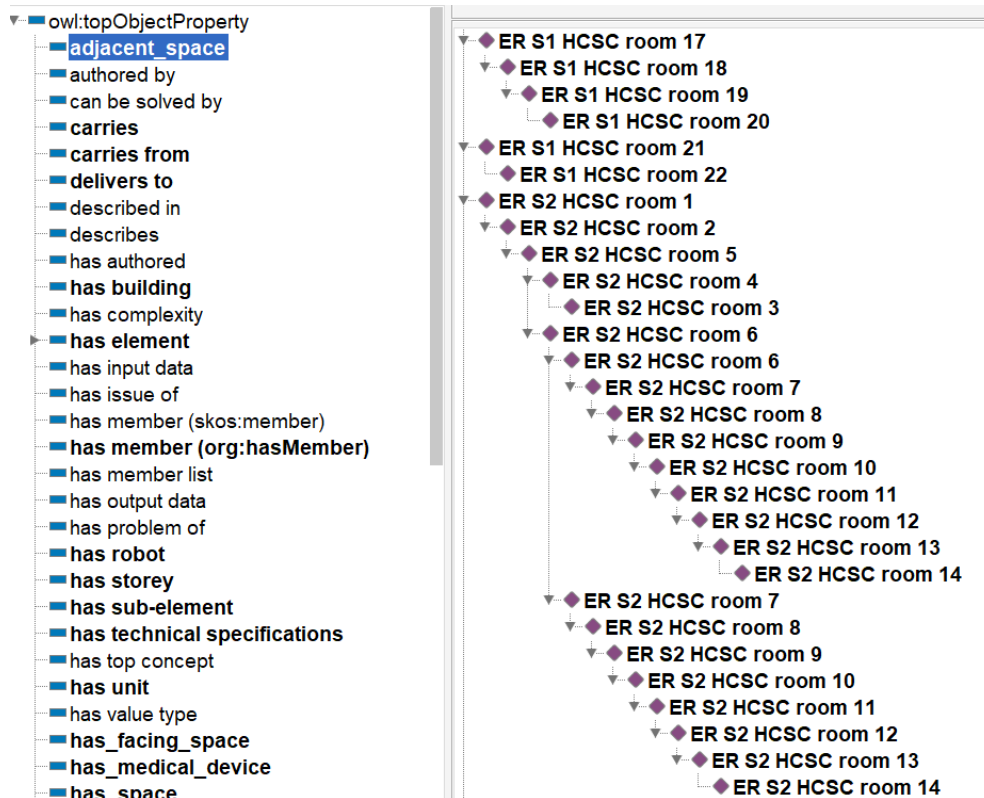 owl:topObjectProperty
adjacent_space
authored by
can be solved by
carries
carries from
delivers to
described in
describes
has authored
has building
has complexity
has element
has input data
has issue of
has member (skos:member)
has member (org:hasMember)
has member list
has output data
has problem of
has robot
has storey
has sub-element
has technical specifications
has top concept
has unit
has value type
has_facing_space
has_medical_device
has_space
ER S1 HCSC room 17
ER S1 HCSC room 18
ER S1 HCSC room 19
ER S1 HCSC room 20
ER S1 HCSC room 21
ER S1 HCSC room 22
ER S2 HCSC room 1
ER S2 HCSC room 2
ER S2 HCSC room 5
ER S2 HCSC room 4
ER S2 HCSC room 3
ER S2 HCSC room 6
ER S2 HCSC room 6
ER S2 HCSC room 7
ER S2 HCSC room 8
ER S2 HCSC room 9
ER S2 HCSC room 10
ER S2 HCSC room 11
ER S2 HCSC room 12
ER S2 HCSC room 13
ER S2 HCSC room 14
ER S2 HCSC room 7
ER S2 HCSC room 8
ER S2 HCSC room 9
ER S2 HCSC room 10
ER S2 HCSC room 11
ER S2 HCSC room 12
ER S2 HCSC room 13
ER S2 HCSC room 14